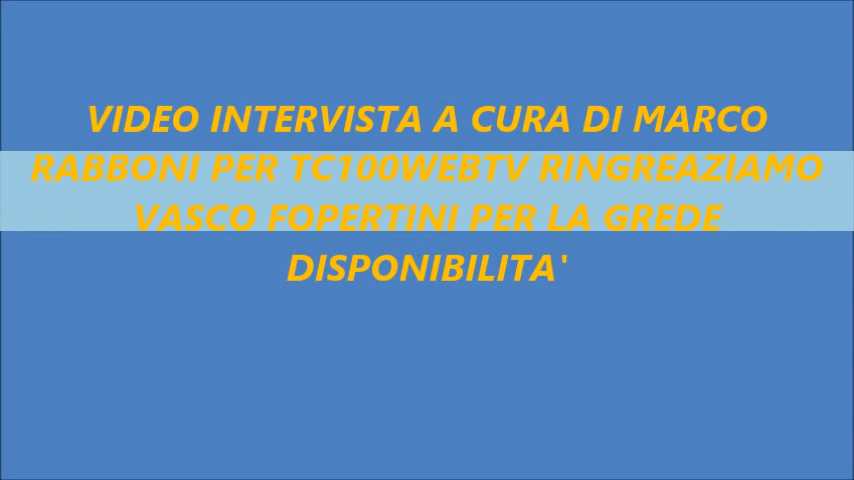 VIDEO INTERVISTA A CURA DI MARCO
RABBONI PER TC100WEBTV RINGREAZIAMO
VASCO FOPERTINI PER LA GREDE
DISPONIBILITA'